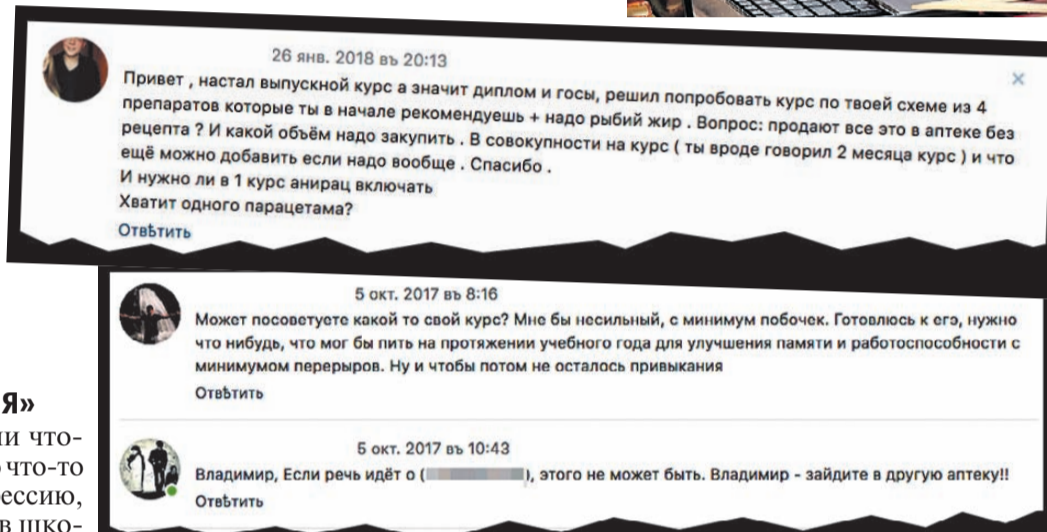 26 янв. 2018 въ 20:13
Привет , настал выпускной курс а значит диплом и госы, решил попробовать курс по твоей схеме из 4
препаратов которые ты в начале рекомендуешь + надо рыбий жир . Вопрос: продают все это в аптеке без
рецепта ? И какой объём надо закупить . В совокупности на курс ( ты вроде говорил 2 месяца курс ) и что
ещё можно добавить если надо вообще . Спасибо .
И нужно ли в 1 курс анирац включать
Хватит одного парацетама?
Отвѣтить
5 окт. 2017 въ 8:16
Может посоветуете какой то свой курс? Мне бы несильный, с минимум побочек. Готовлюсь к егэ, нужно
что нибудь, что мог бы пить на протяжении учебного года для улучшения памяти и работоспособности с
минимумом перерыров. Ну и чтобы потом не осталось привыкания
Отвѣтить
5 окт. 2017 въ 10:43
Владимир, Если речь идёт о ( ), этого не может быть. Владимир - зайдите в другую аптеку!!
Отвѣтить
Я»
ли что-
о что-то
рессию,
в шко-